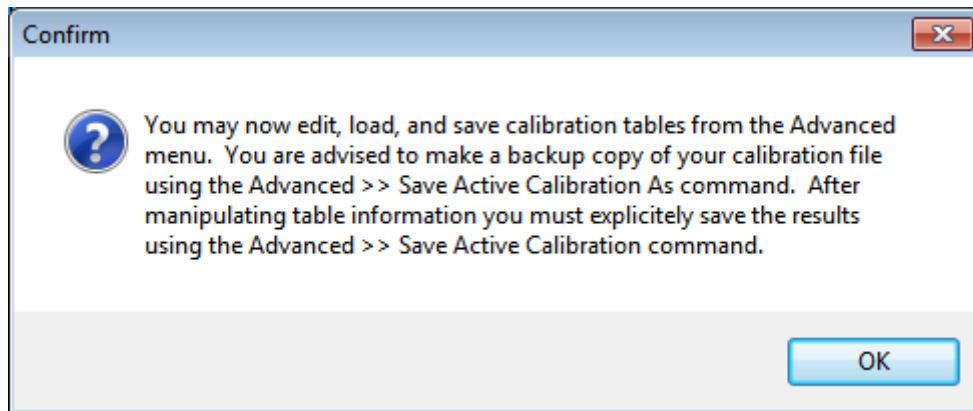 Confirm
You may now edit, load, and save calibration tables from the Advanced
menu.  You are advised to make a backup copy of your calibration file
using the Advanced >> Save Active Calibration As command.  After
manipulating table information you must explicitely save the results
using the Advanced >> Save Active Calibration command.
OK